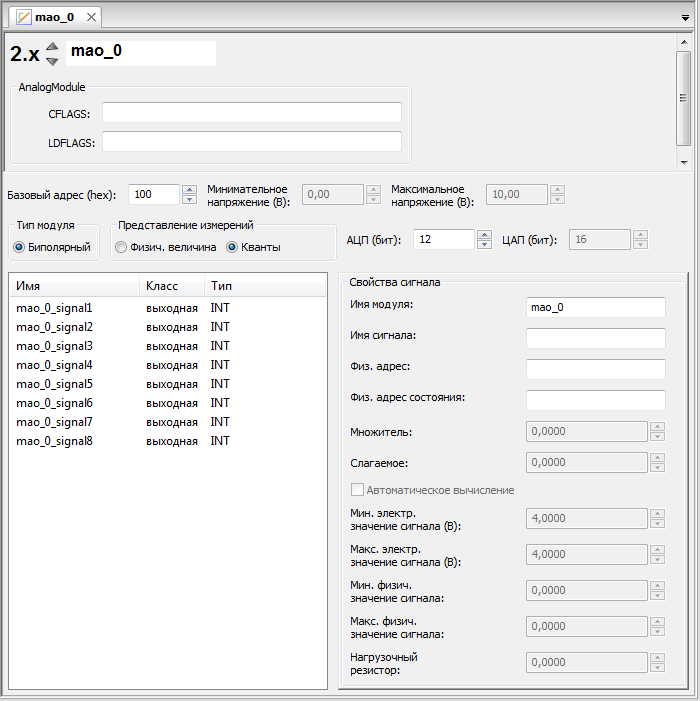 mao_0
2.x mao_0
AnalogModule
CFLAGS:
LDFLAGS:
Базовый адрес (hex): 100 Минимательное напряжение (В): 0,00 Максимальное напряжение (В): 10,00
Тип модуля
Биполярный
Представление измерений
Физич. величина Кванты
АЦП (бит): 12 ЦАП (бит): 16
Имя Класс Тип
mao_0_signal1 выходная INT
mao_0_signal2 выходная INT
mao_0_signal3 выходная INT
mao_0_signal4 выходная INT
mao_0_signal5 выходная INT
mao_0_signal6 выходная INT
mao_0_signal7 выходная INT
mao_0_signal8 выходная INT
Свойства сигнала
Имя модуля: mao_0
Имя сигнала:
Физ. адрес:
Физ. адрес состояния:
Множитель: 0,0000
Слагаемое: 0,0000
Автоматическое вычисление
Мин. электр.
значение сигнала (В): 4,0000
Макс. электр.
значение сигнала (В): 4,0000
Мин. физич.
значение сигнала: 0,0000
Макс. физич.
значение сигнала: 0,0000
Нагрузочный
резистор: 0,0000